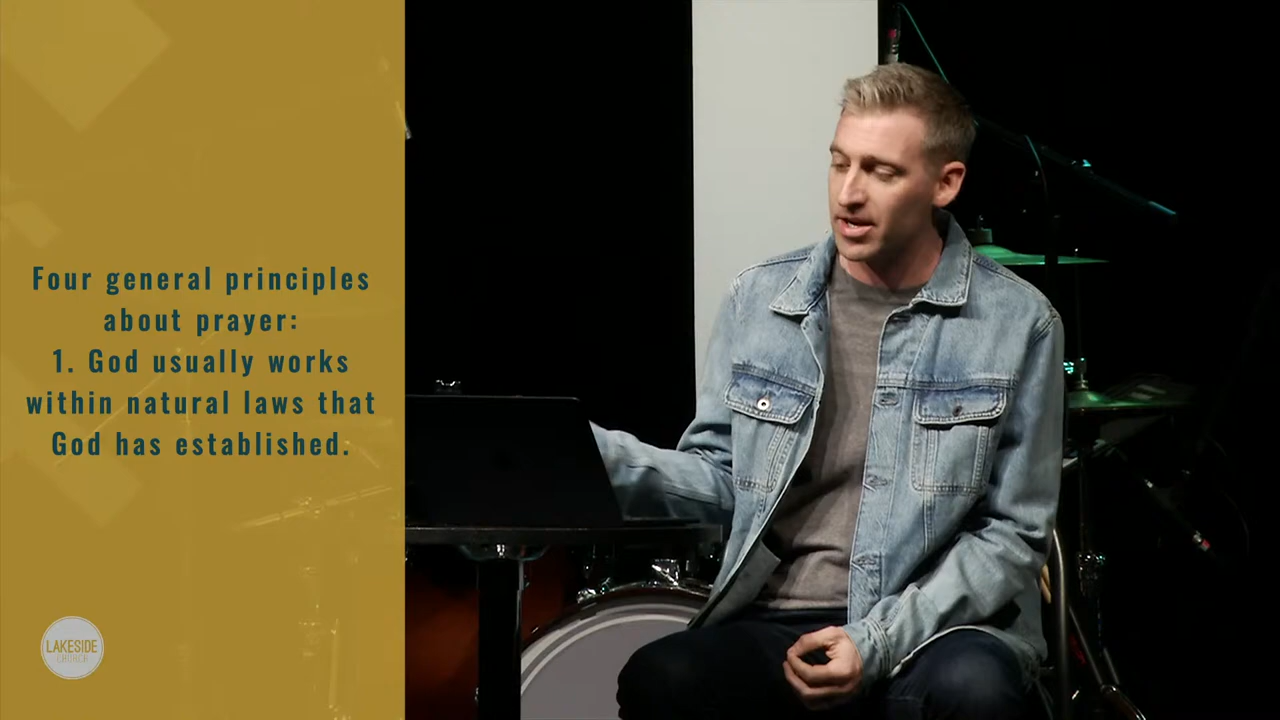 Four general principles
about prayer:
1. God usually works
within natural laws that
God has established.
LAKESIDE
CHURCH